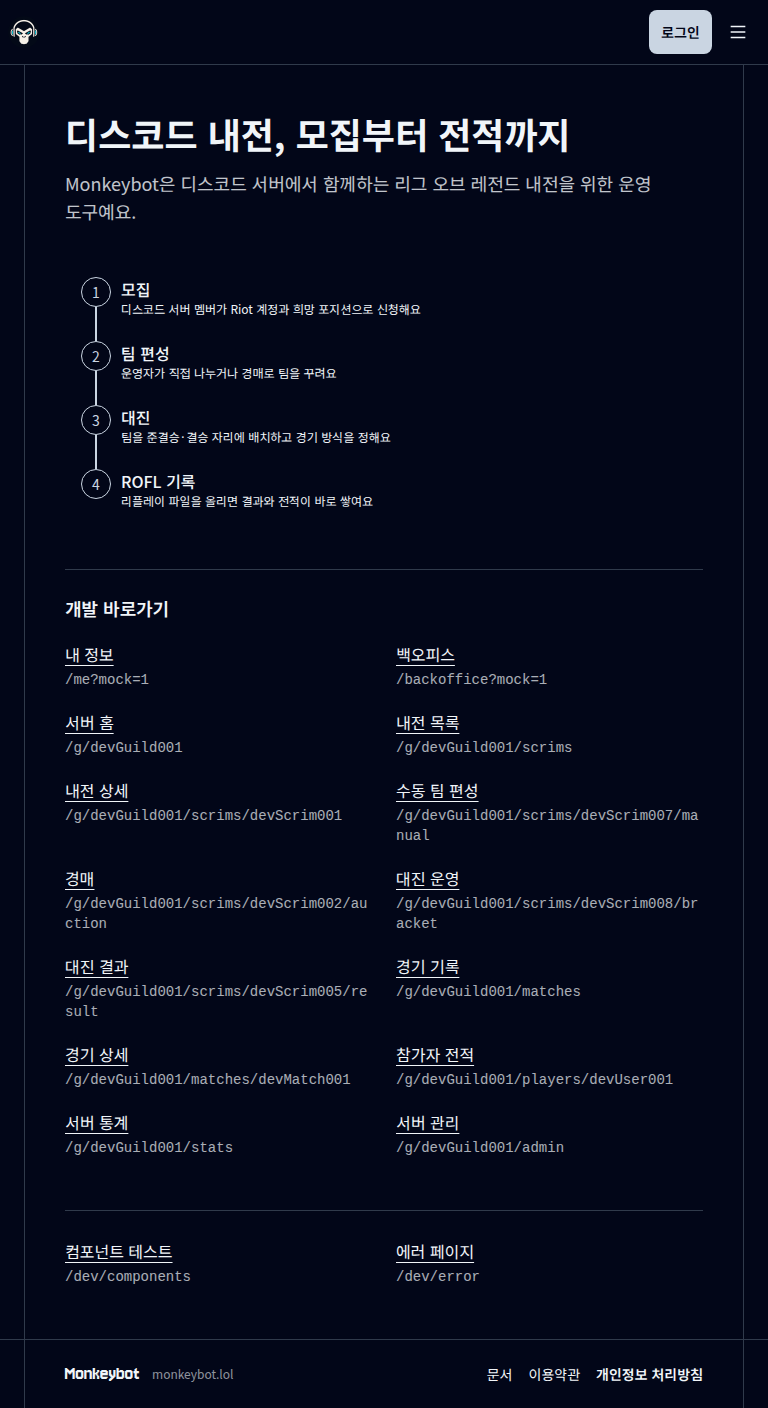 로그인
디스코드 내전, 모집부터 전적까지
Monkeybot은 디스코드 서버에서 함께하는 리그 오브 레전드 내전을 위한 운영
도구예요.
1 모집
디스코드 서버 멤버가 Riot 계정과 희망 포지션으로 신청해요
2 팀 편성
운영자가 직접 나누거나 경매로 팀을 꾸려요
3 대진
팀을 준결승·결승 자리에 배치하고 경기 방식을 정해요
4 ROFL 기록
리플레이 파일을 올리면 결과와 전적이 바로 쌓여요
개발 바로가기
내 정보
/me?mock=1
백오피스
/backoffice?mock=1
서버 홈
/g/devGuild001
내전 목록
/g/devGuild001/scrims
내전 상세
/g/devGuild001/scrims/devScrim001
수동 팀 편성
/g/devGuild001/scrims/devScrim007/ma
nual
경매
/g/devGuild001/scrims/devScrim002/au
ction
대진 운영
/g/devGuild001/scrims/devScrim008/br
acket
대진 결과
/g/devGuild001/scrims/devScrim005/re
sult
경기 기록
/g/devGuild001/matches
경기 상세
/g/devGuild001/matches/devMatch001
참가자 전적
/g/devGuild001/players/devUser001
서버 통계
/g/devGuild001/stats
서버 관리
/g/devGuild001/admin
컴포넌트 테스트
/dev/components
에러 페이지
/dev/error
Monkeybot monkeybot.lol
문서 이용약관 개인정보 처리방침